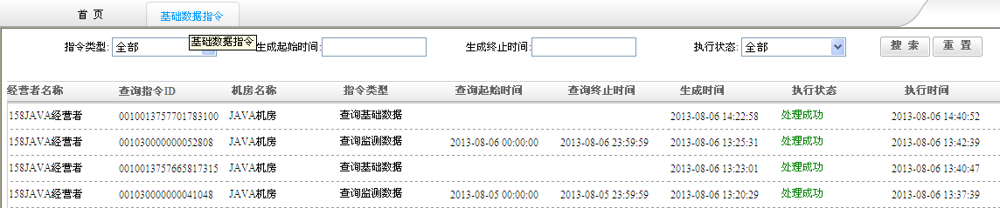 首 页 基础数据指令
指令类型: 全部 基础数据指令 生成起始时间: 生成终止时间: 执行状态: 全部 搜 索 重 置
经营者名称 查询指令ID 机房名称 指令类型 查询起始时间 查询终止时间 生成时间 执行状态 执行时间
158JAVA经营者 0010013757701783100 JAVA机房 查询基础数据 2013-08-06 14:22:58 处理成功 2013-08-06 14:40:52
158JAVA经营者 001030000000052808 JAVA机房 查询监测数据 2013-08-06 00:00:00 2013-08-06 23:59:59 2013-08-06 13:25:31 处理成功 2013-08-06 13:42:39
158JAVA经营者 0010013757665817315 JAVA机房 查询基础数据 2013-08-06 13:23:01 处理成功 2013-08-06 13:40:47
158JAVA经营者 001030000000041048 JAVA机房 查询监测数据 2013-08-05 00:00:00 2013-08-05 23:59:59 2013-08-06 13:20:29 处理成功 2013-08-06 13:37:39